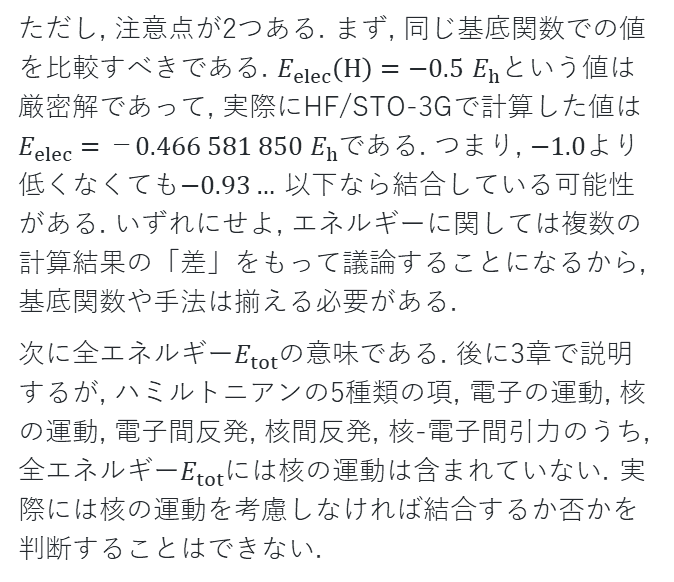 ただし, 注意点が2つある. まず, 同じ基底関数での値
を比較すべきである. E_elec(H) = −0.5 E_hという値は
厳密解であって, 実際にHF/STO-3Gで計算した値は
E_elec = −0.466 581 850 E_hである. つまり, −1.0より
低くなくても−0.93 ... 以下なら結合している可能性
がある. いずれにせよ, エネルギーに関しては複数の
計算結果の「差」をもって議論することになるから,
基底関数や手法は揃える必要がある.
次に全エネルギーE_totの意味である. 後に3章で説明
するが, ハミルトニアンの5種類の項, 電子の運動, 核
の運動, 電子間反発, 核間反発, 核-電子間引力のうち,
全エネルギーE_totには核の運動は含まれていない. 実
際には核の運動を考慮しなければ結合するか否かを
判断することはできない.